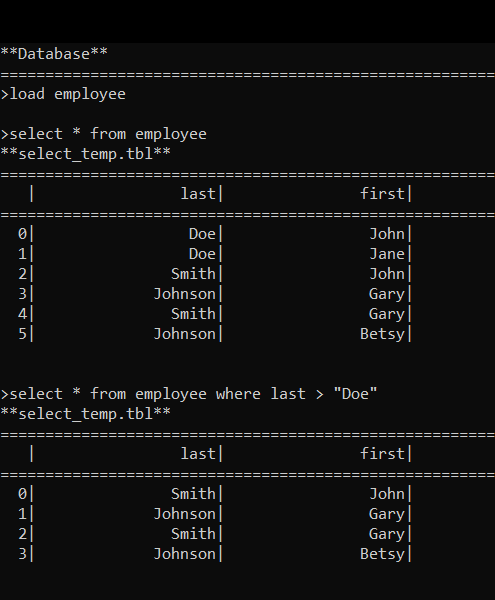 **Database**
=======================================================
>load employee
>select * from employee
**select_temp.tbl**
=======================================================
   |                last|               first|
=======================================================
  0|                 Doe|                John|
  1|                 Doe|                Jane|
  2|               Smith|                John|
  3|             Johnson|                Gary|
  4|               Smith|                Gary|
  5|             Johnson|               Betsy|
>select * from employee where last > "Doe"
**select_temp.tbl**
=======================================================
   |                last|               first|
=======================================================
  0|               Smith|                John|
  1|             Johnson|                Gary|
  2|               Smith|                Gary|
  3|             Johnson|               Betsy|